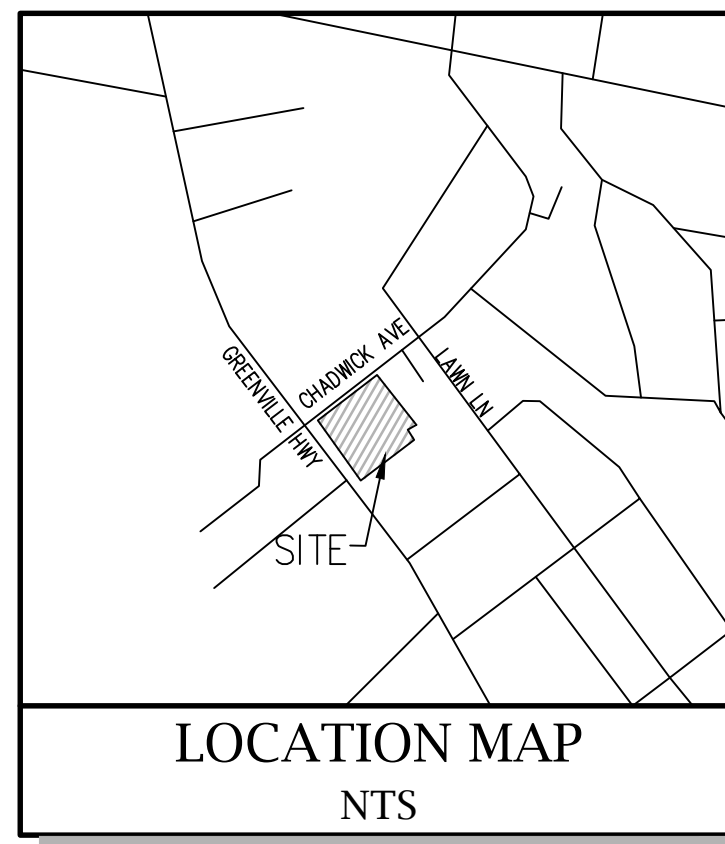 CHADWICK AVE
GREENVILLE HWY
LAWN LN
SITE
LOCATION MAP
NTS